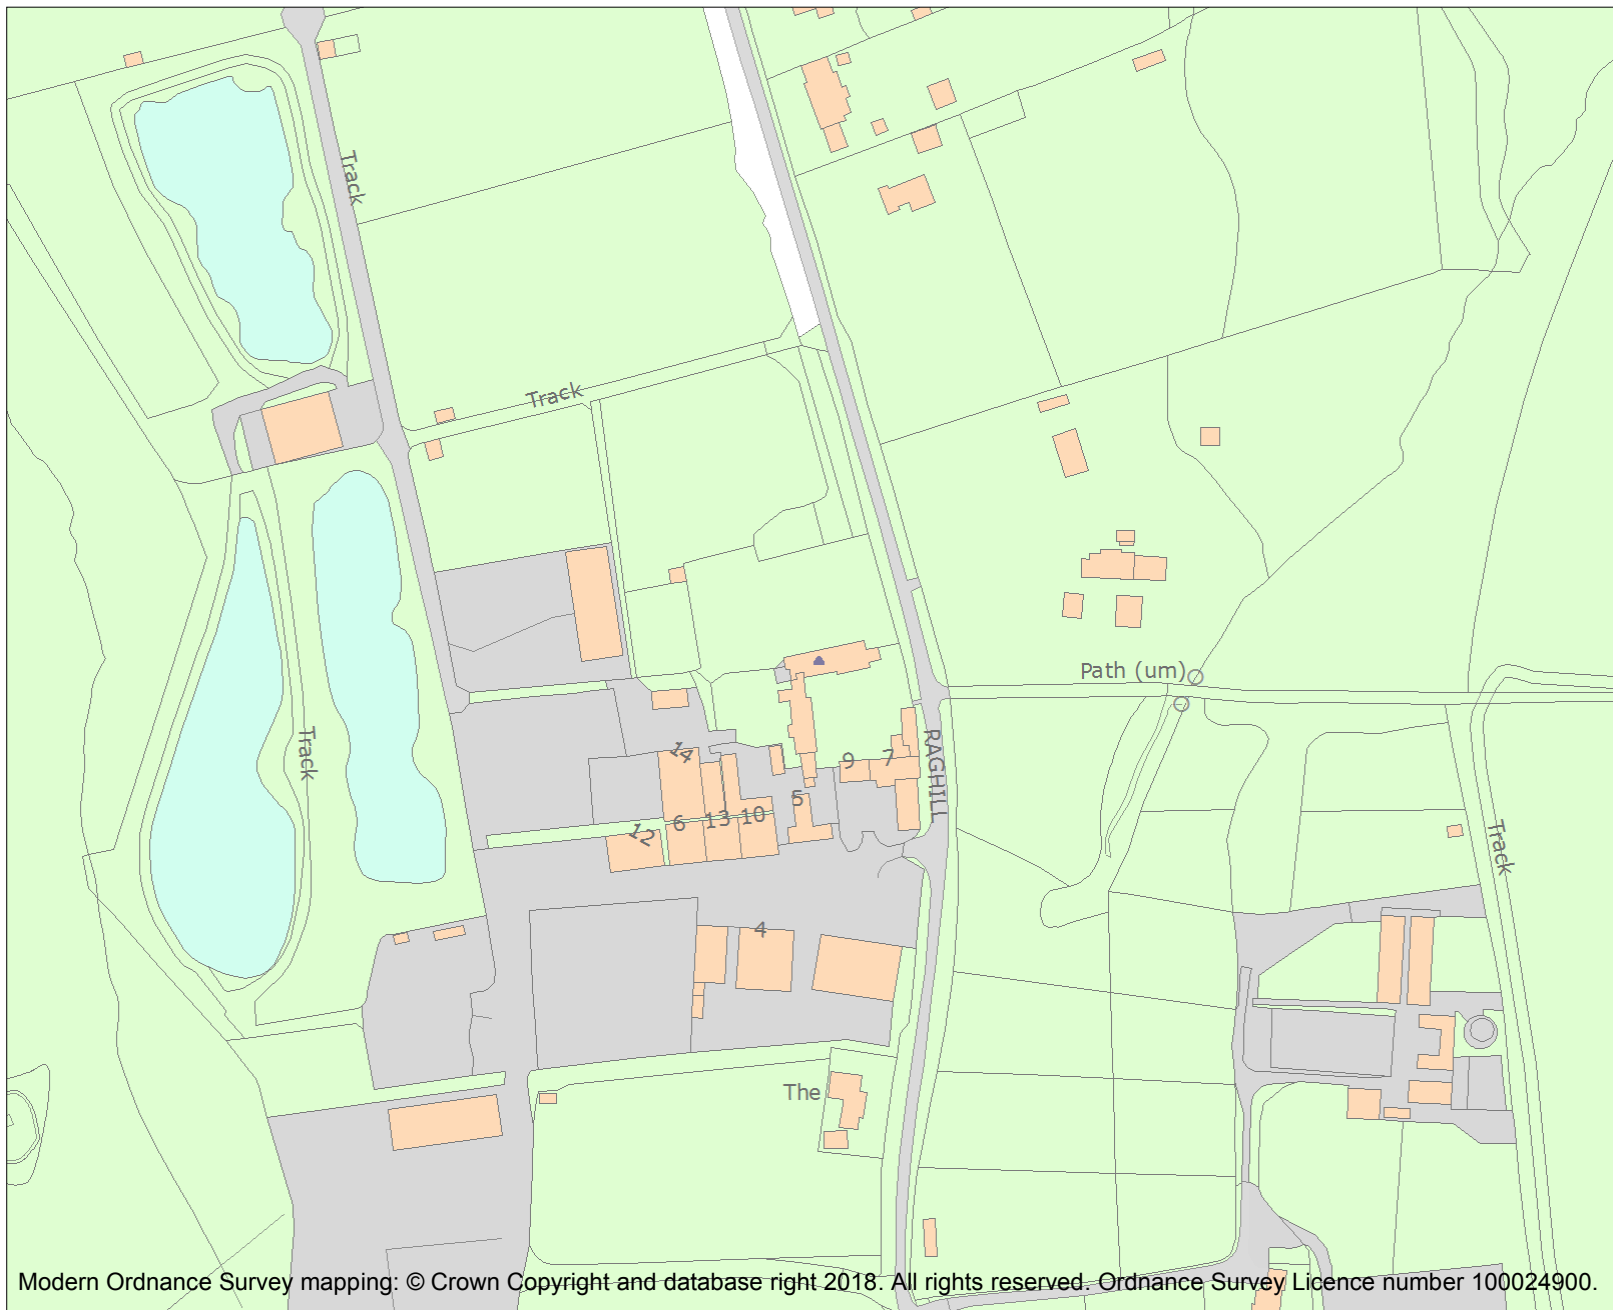 Track
Track
Path (um)
Track
RAGHILL
14
9
7
5
12
6
13
10
Track
4
The
Modern Ordnance Survey mapping: © Crown Copyright and database right 2018. All rights reserved. Ordnance Survey Licence number 100024900.